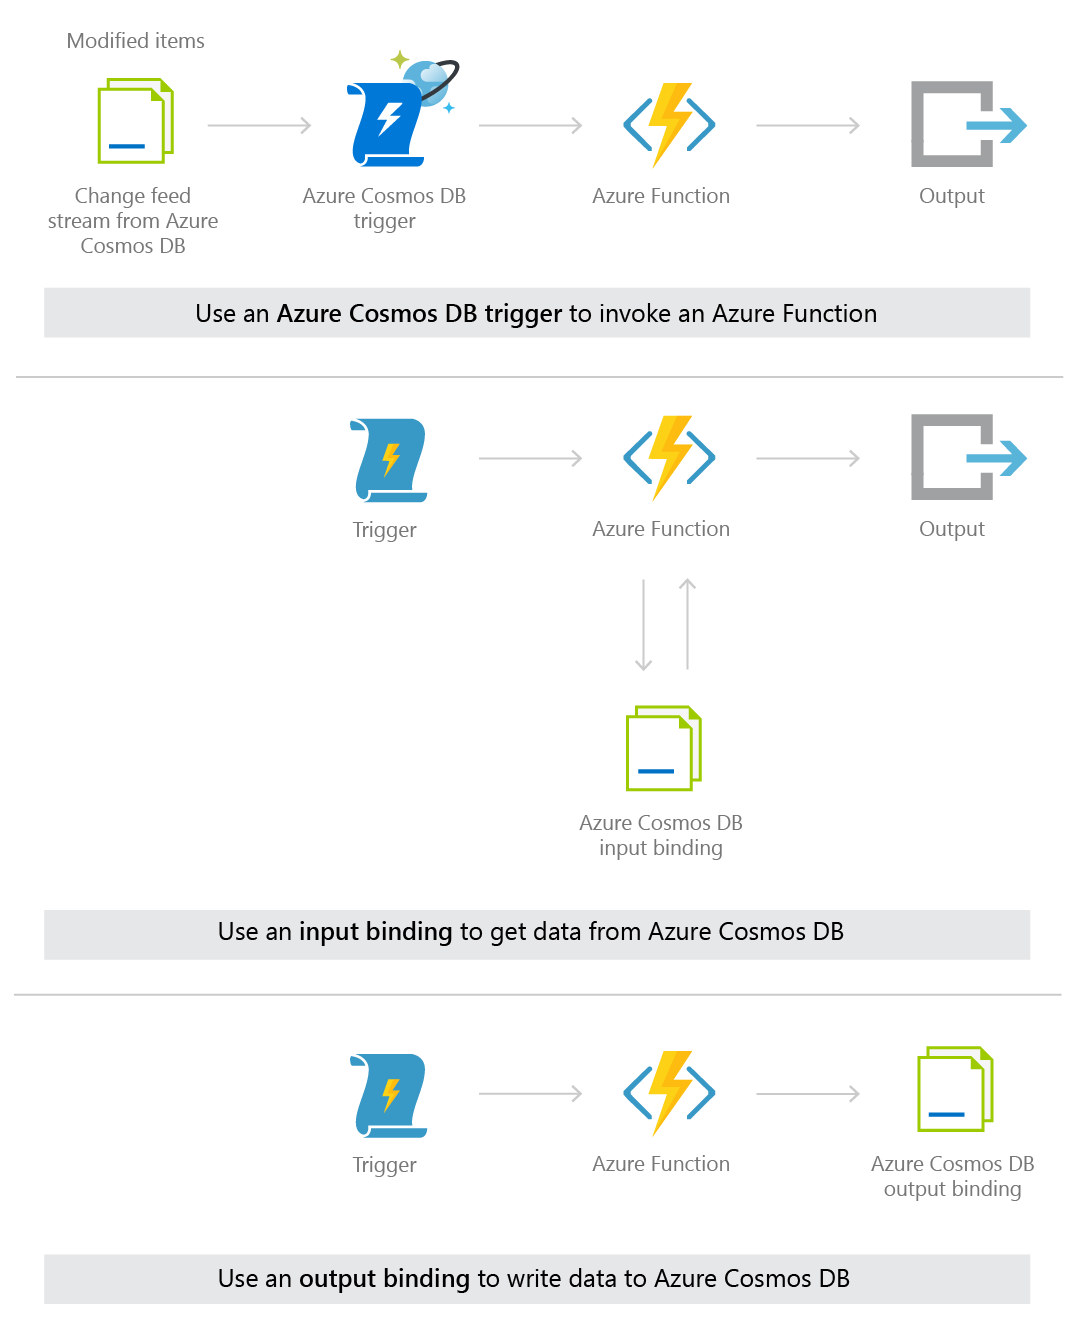 Modified items
Change feed
stream from Azure
Cosmos DB
Azure Cosmos DB
trigger
Azure Function
Output
Use an Azure Cosmos DB trigger to invoke an Azure Function
Trigger
Azure Function
Output
Azure Cosmos DB
input binding
Use an input binding to get data from Azure Cosmos DB
Trigger
Azure Function
Azure Cosmos DB
output binding
Use an output binding to write data to Azure Cosmos DB